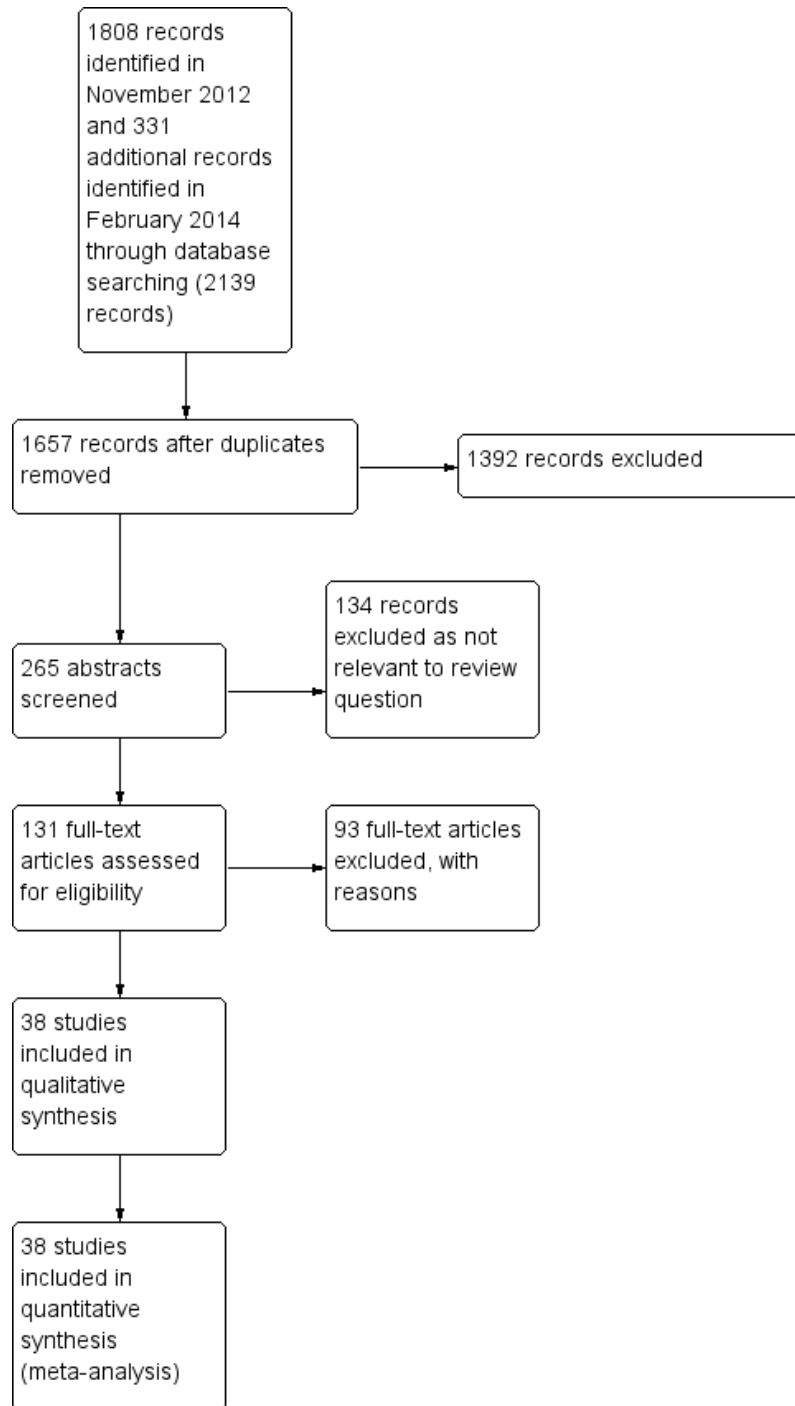 1808 records
identified in
November 2012
and 331
additional records
identified in
February 2014
through database
searching (2139
records)
1657 records after duplicates
removed
1392 records excluded
134 records
excluded as not
relevant to review
question
265 abstracts
screened
131 full-text
articles assessed
for eligibility
93 full-text articles
excluded, with
reasons
38 studies
included in
qualitative
synthesis
38 studies
included in
quantitative
synthesis
(meta-analysis)